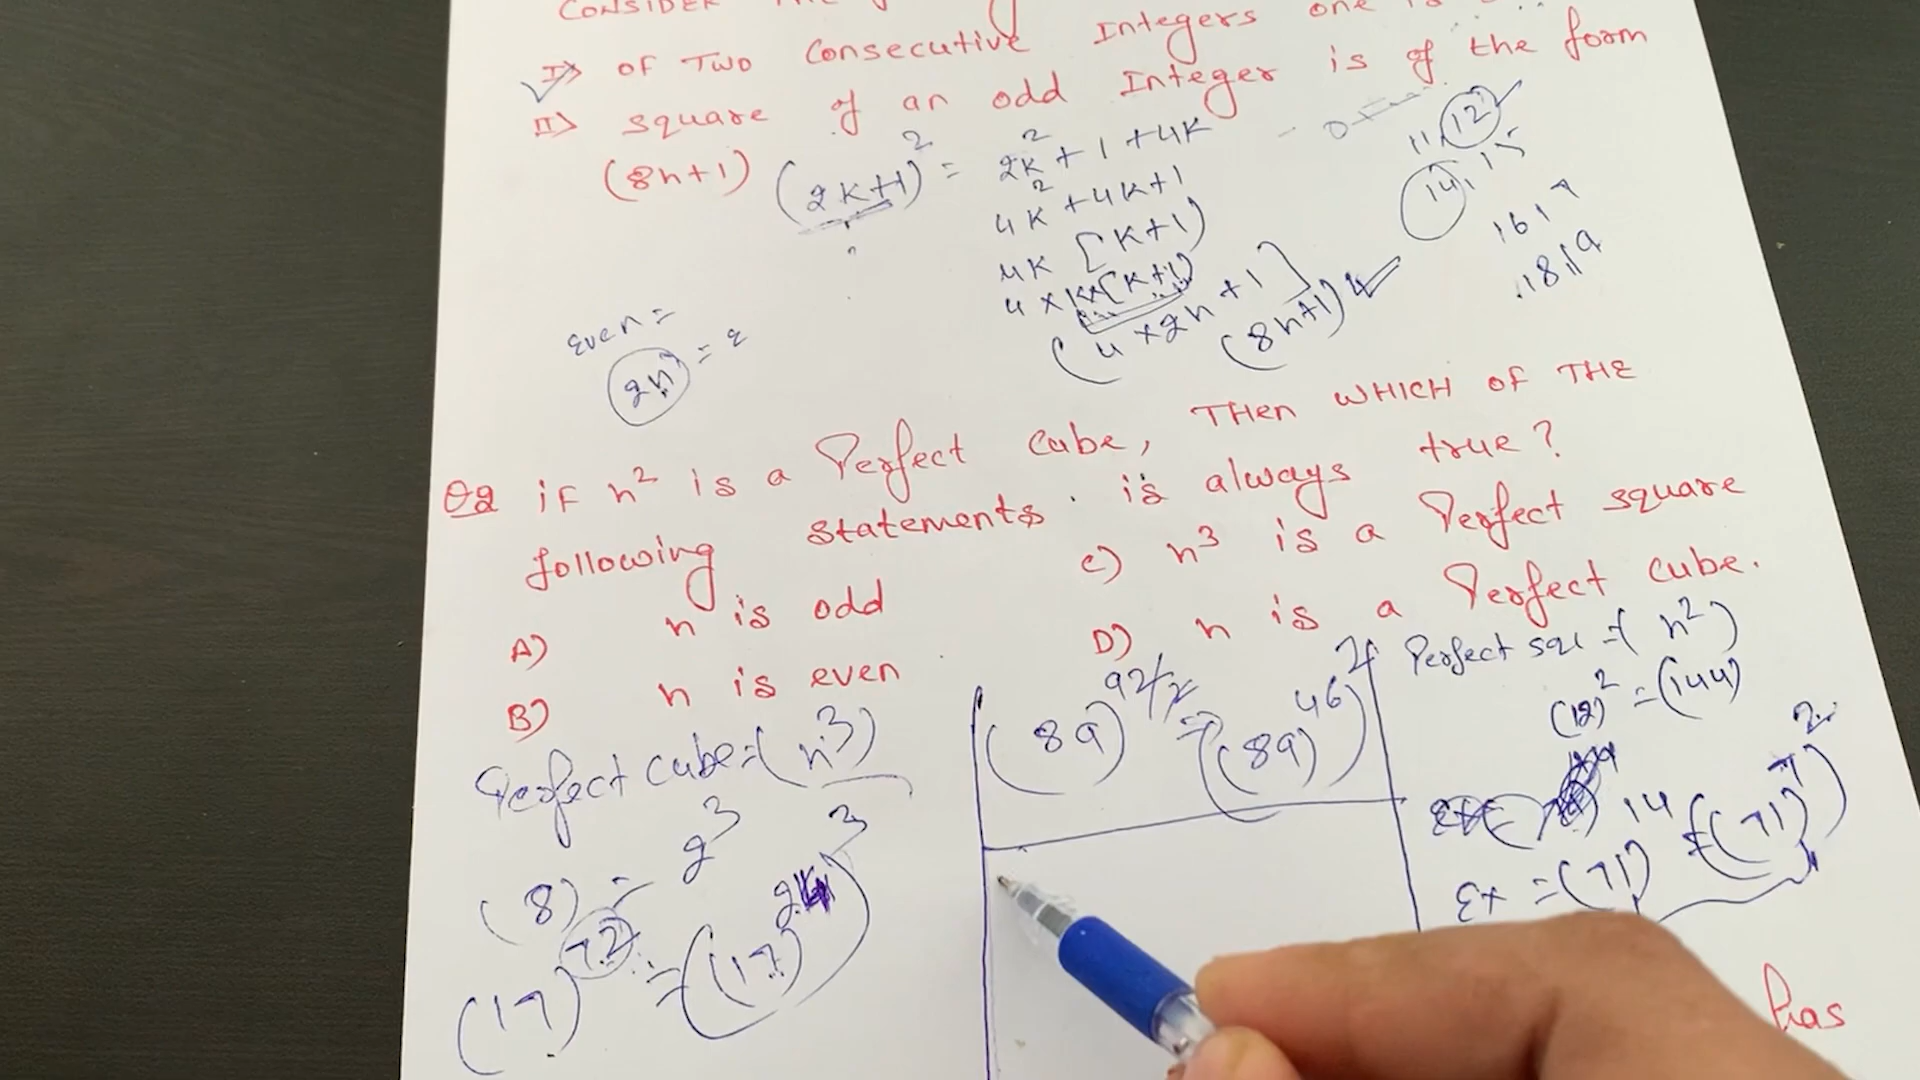 CONSIDER
I> OF TWO Consecutive Integers one is
II> square of an odd Integer is of the form
(8n+1) (2k+1)² = 2k² + 1 + 4K
4K² + 4K+1
4K [K+1)
4 × K×[K+1)
(4 × 2n + 1]
(8n+1)
11, 12
14, 15
16 17
18, 19
Even =
2n = E
Q2 if n² is a Perfect Cube, THen WHICH OF THE
following statements is always true?
A) n is odd
B) n is even
C) n³ is a Perfect square
D) n is a Perfect Cube.
Perfect Cube = (n³)
(8) = 2³
(17)⁷² = ((17)²⁴)³
(89)^92/2 = ((89)⁴⁶)²
Perfect squ = (n²)
(12)² = (144)
Ex = (71)¹⁴ = ((71)⁷)²
has